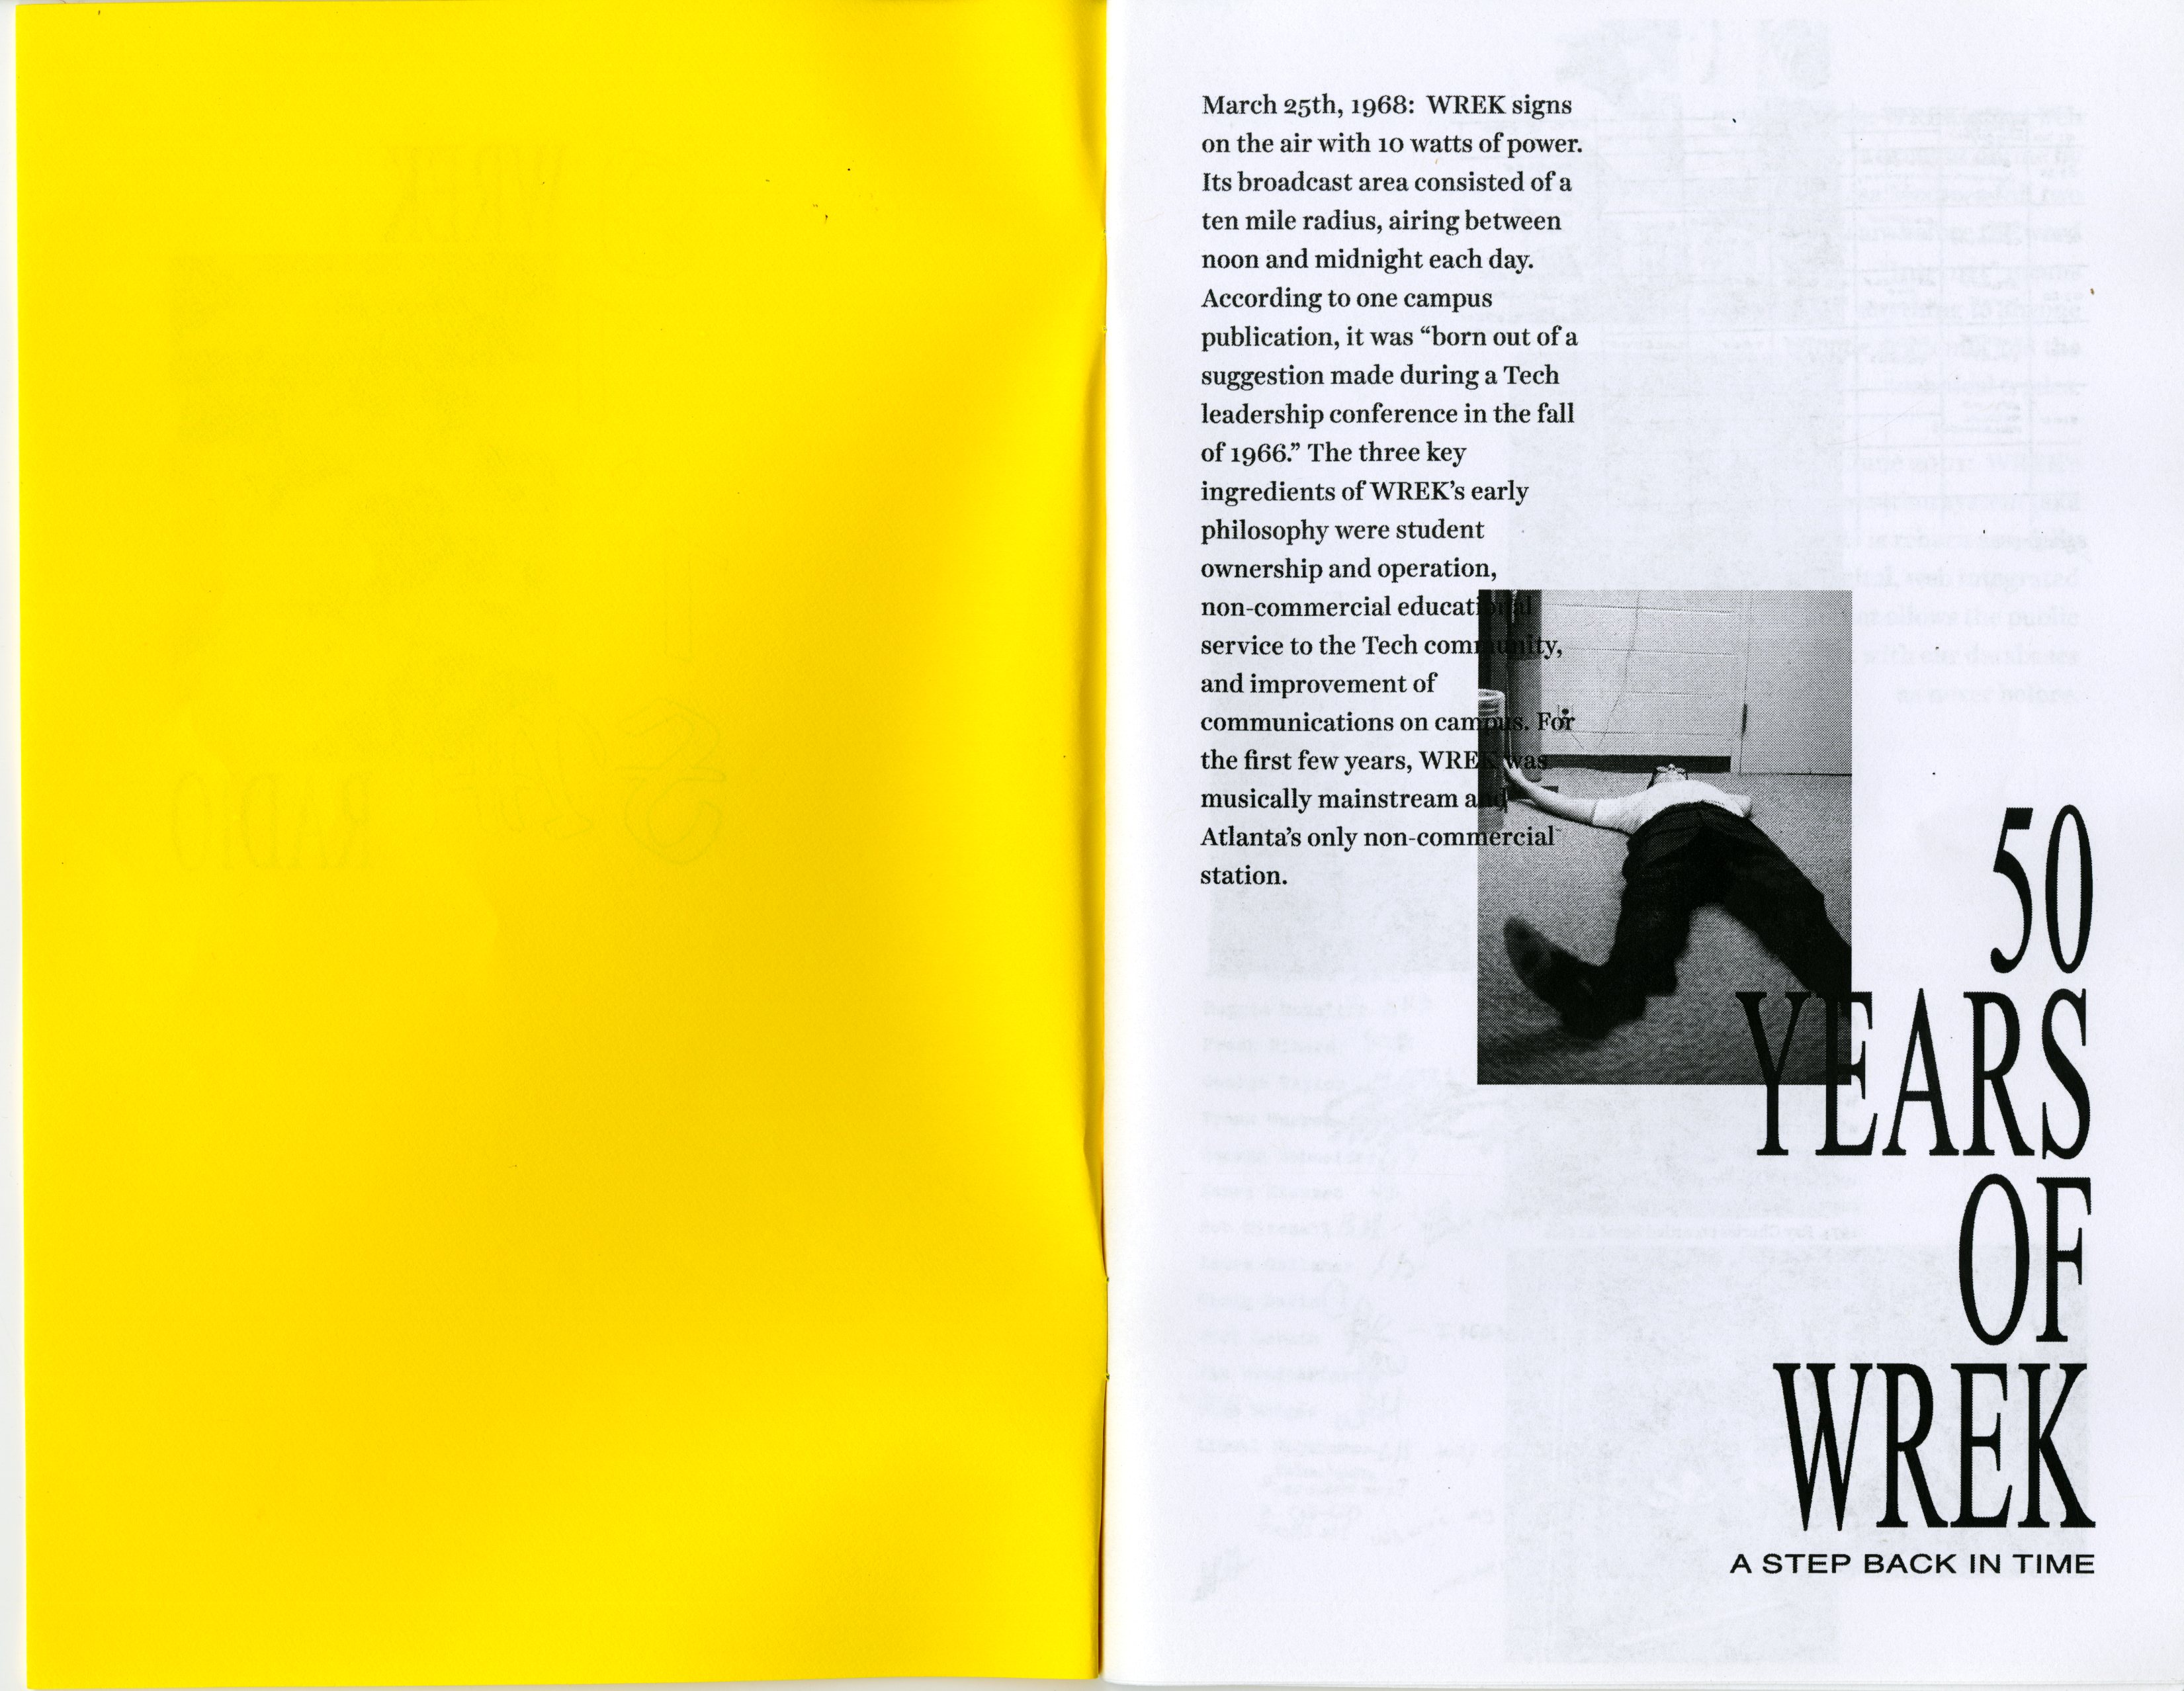 March 25th, 1968:  WREK signs
on the air with 10 watts of power.
Its broadcast area consisted of a
ten mile radius, airing between
noon and midnight each day.
According to one campus
publication, it was “born out of a
suggestion made during a Tech
leadership conference in the fall
of 1966.” The three key
ingredients of WREK’s early
philosophy were student
ownership and operation,
non-commercial educational
service to the Tech community,
and improvement of
communications on campus. For
the first few years, WREK was
musically mainstream and
Atlanta’s only non-commercial
station.
50
YEARS
OF
WREK
A STEP BACK IN TIME
WREK
RADIO